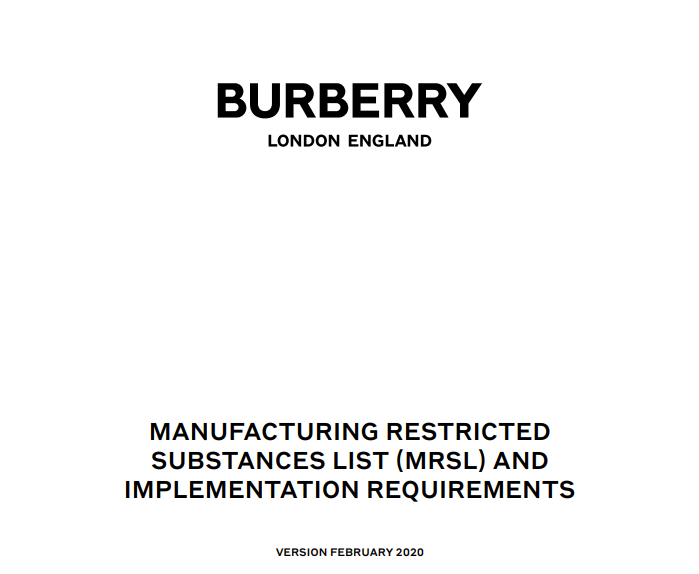 BURBERRY
LONDON ENGLAND
MANUFACTURING RESTRICTED
SUBSTANCES LIST (MRSL) AND
IMPLEMENTATION REQUIREMENTS
VERSION FEBRUARY 2020